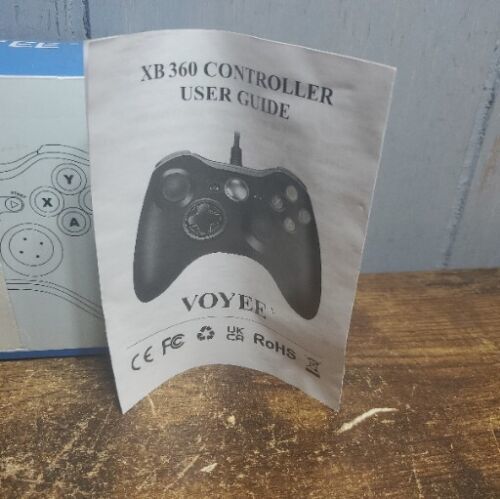 XB 360 CONTROLLER
USER GUIDE
VOYEE
CE FC UK CA RoHS
Y
X
A